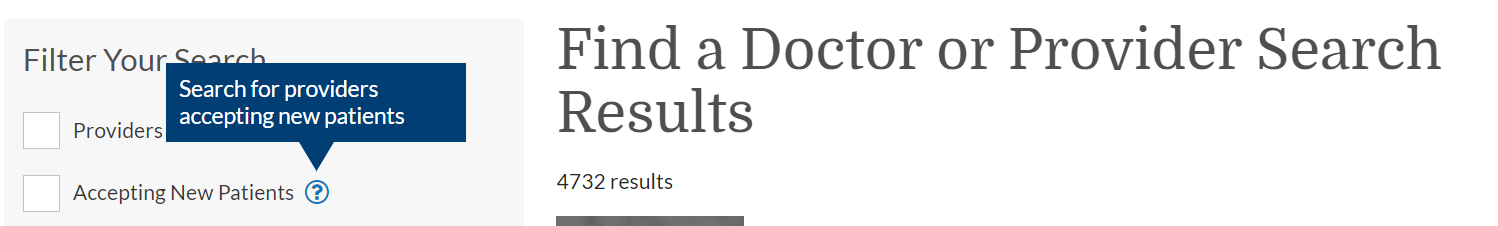 Filter Your Search
Search for providers
accepting new patients
Providers
Accepting New Patients ?
Find a Doctor or Provider Search
Results
4732 results